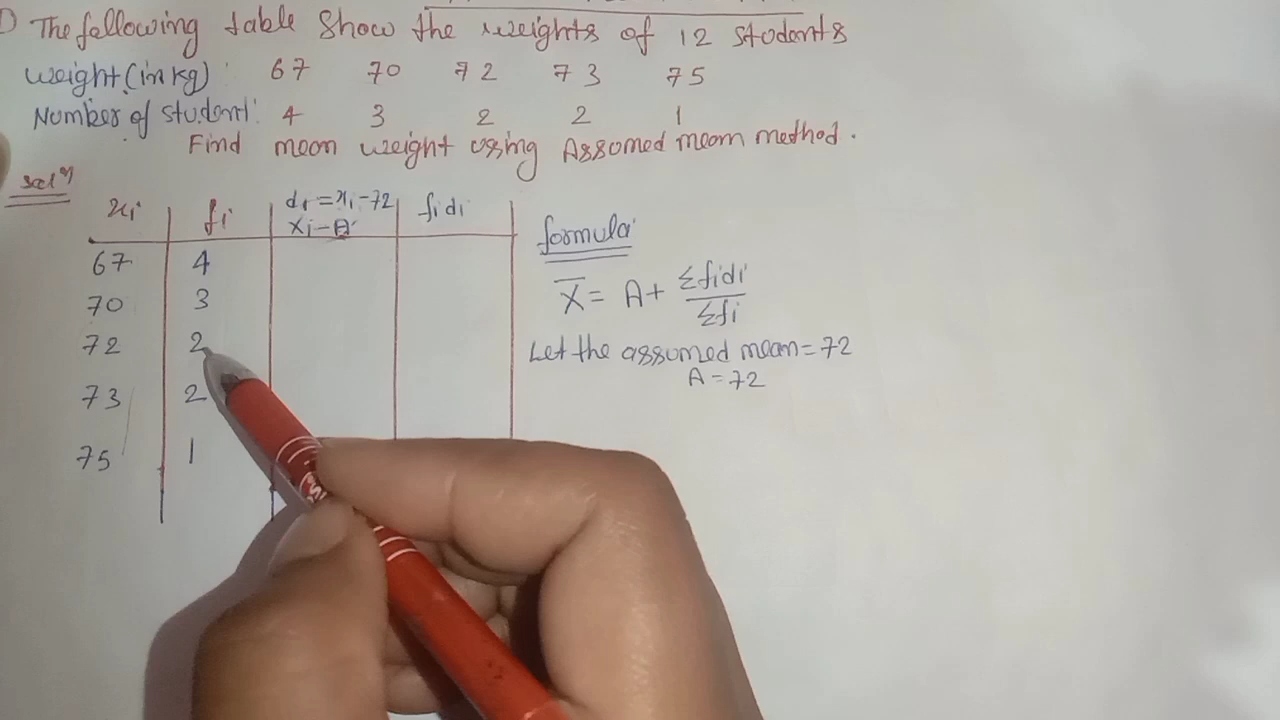 1) The following table Show the weights of 12 students
Weight (in kg) : 67 70 72 73 75
Number of student : 4 3 2 2 1
Find mean weight using Assumed mean method.
Solⁿ
xi fi di = xi-72 fidi
xi-A
67 4
70 3
72 2
73 2
75 1
formula
X̅ = A+ Σfidi/Σfi
Let the assumed mean = 72
A = 72